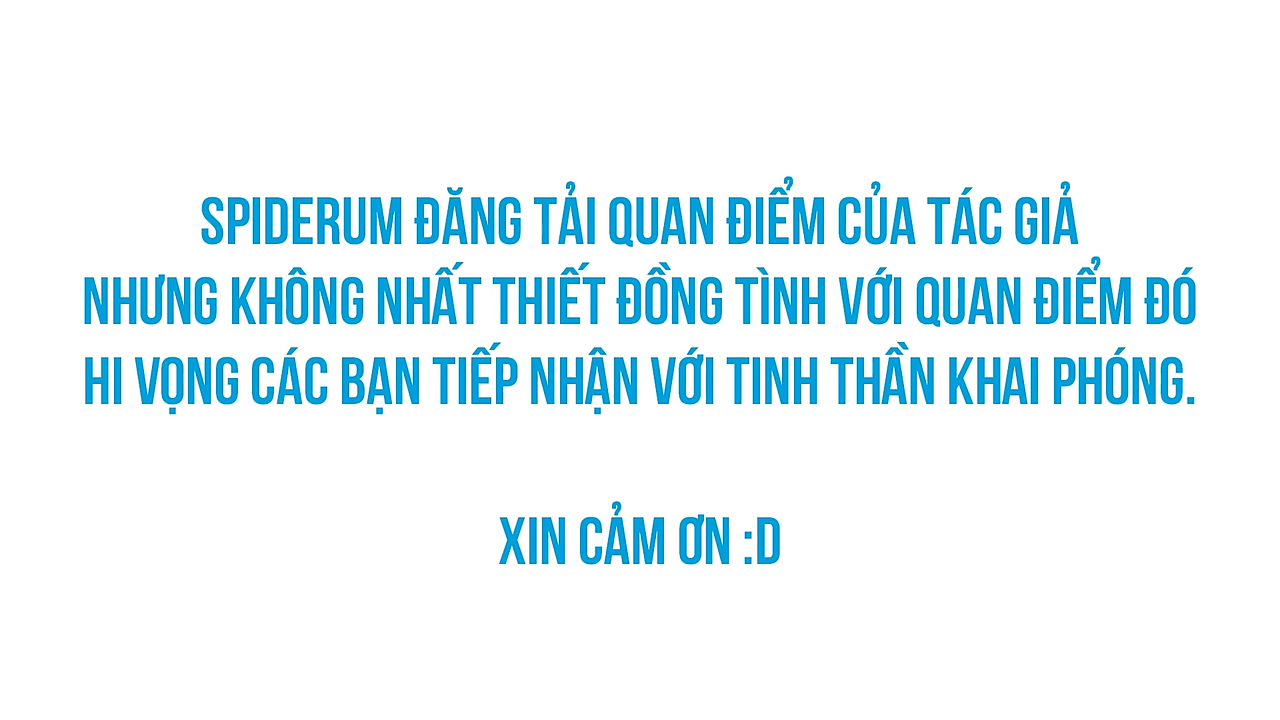 SPIDERUM ĐĂNG TẢI QUAN ĐIỂM CỦA TÁC GIẢ
NHƯNG KHÔNG NHẤT THIẾT ĐỒNG TÌNH VỚI QUAN ĐIỂM ĐÓ
HI VỌNG CÁC BẠN TIẾP NHẬN VỚI TINH THẦN KHAI PHÓNG.
XIN CẢM ƠN :D